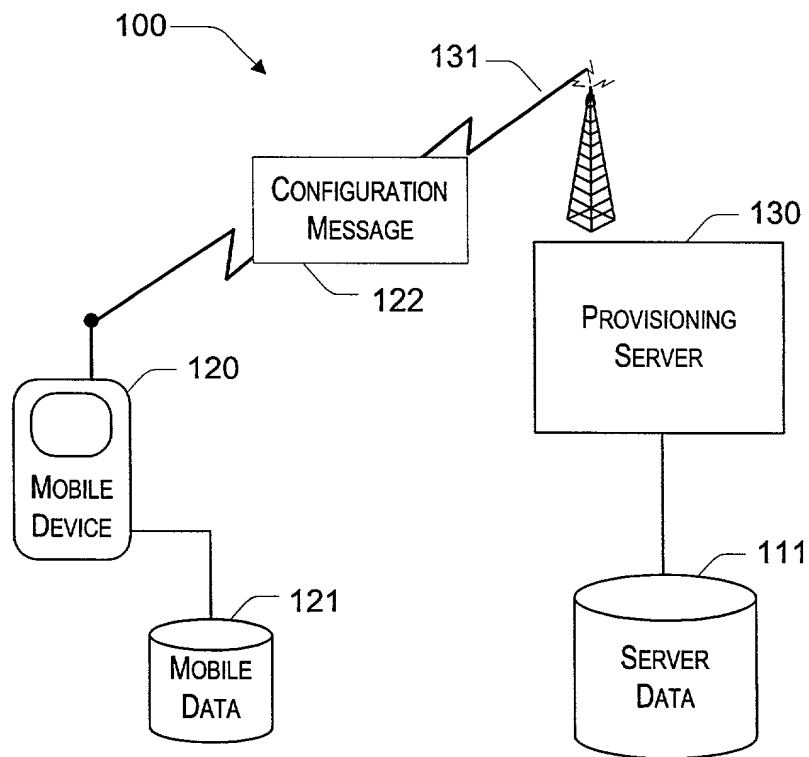 100
131
CONFIGURATION
MESSAGE
122
130
PROVISIONING
SERVER
120
MOBILE
DEVICE
121
MOBILE
DATA
111
SERVER
DATA